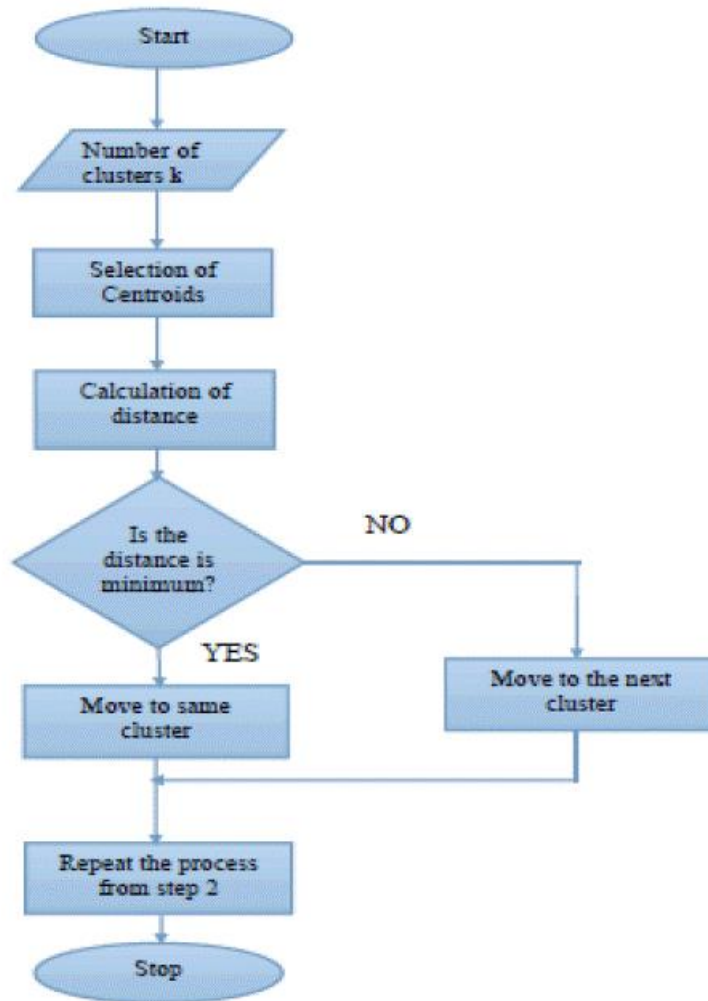 Start
Number of
clusters k
Selection of
Centroids
Calculation of
distance
Is the
distance is
minimum?
NO
YES
Move to same
cluster
Move to the next
cluster
Repeat the process
from step 2
Stop